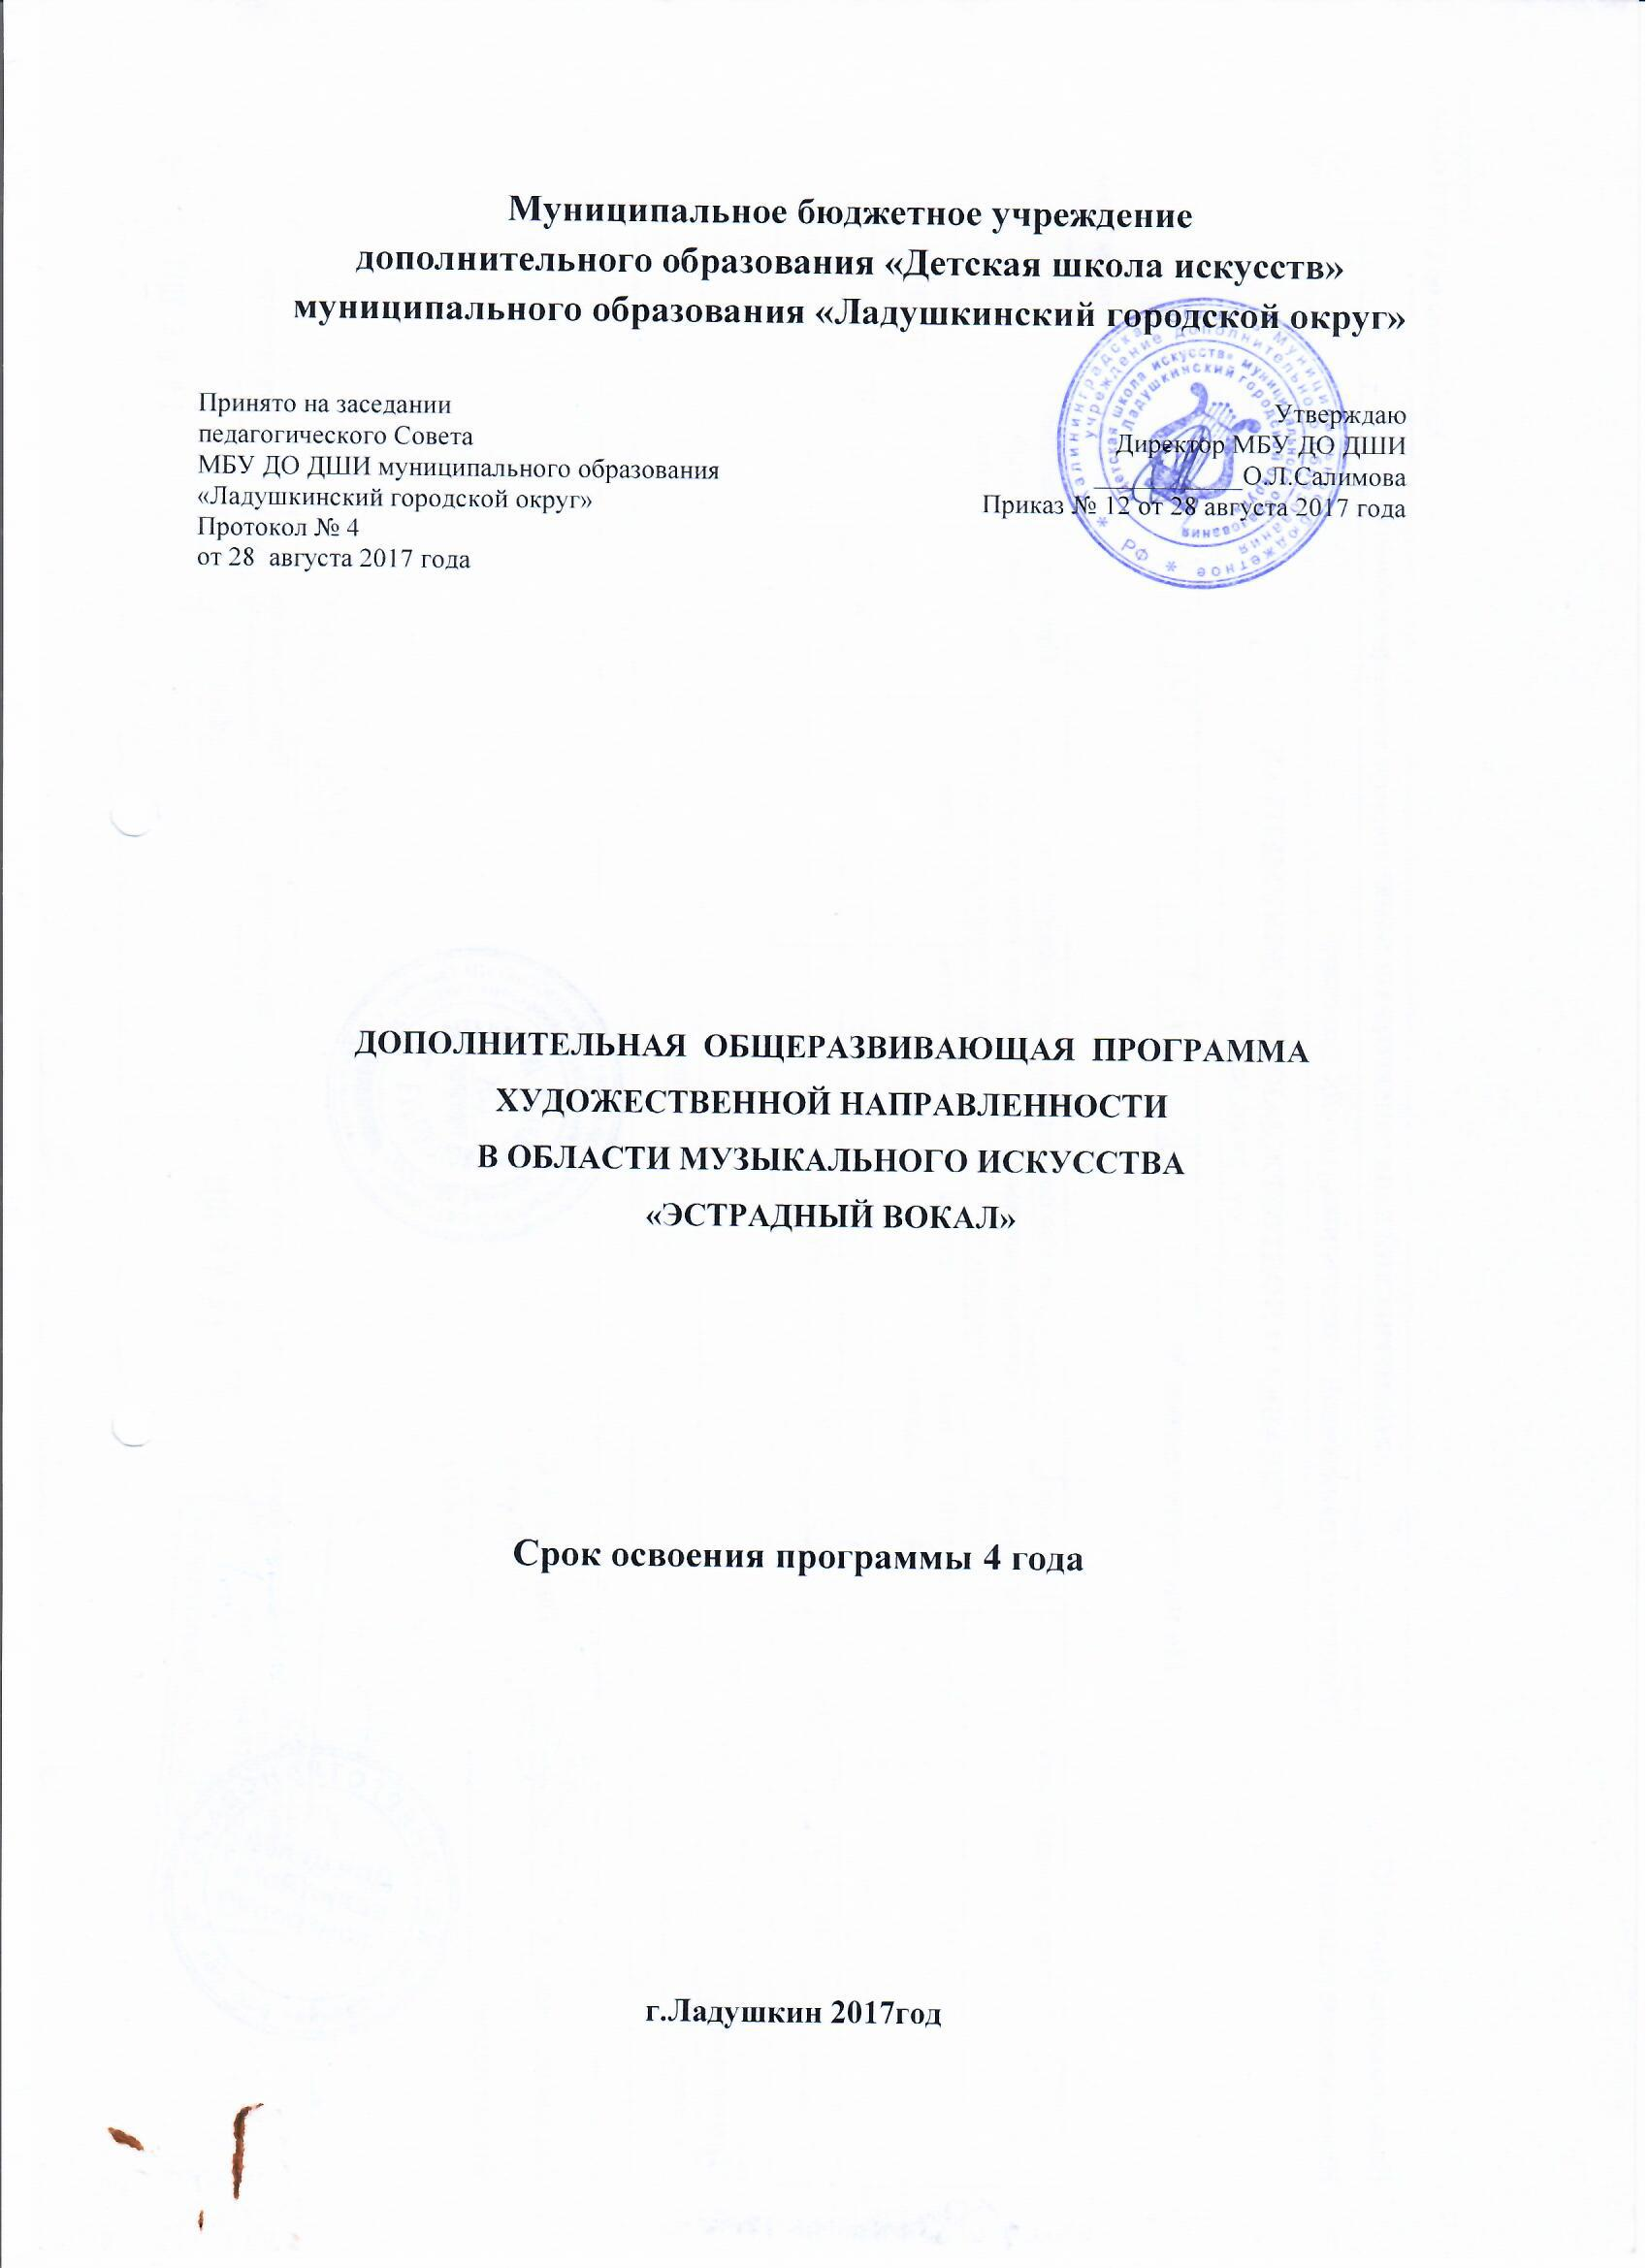 Муниципальное бюджетное учреждение
дополнительного образования «Детская школа искусств»
муниципального образования «Ладушкинский городской округ»
Принято на заседании
педагогического Совета
МБУ ДО ДШИ муниципального образования
«Ладушкинский городской округ»
Протокол № 4
от 28 августа 2017 года
Утверждаю
Директор МБУ ДО ДШИ
___________О.Л.Салимова
Приказ № 12 от 28 августа 2017 года
ДОПОЛНИТЕЛЬНАЯ ОБЩЕРАЗВИВАЮЩАЯ ПРОГРАММА
ХУДОЖЕСТВЕННОЙ НАПРАВЛЕННОСТИ
В ОБЛАСТИ МУЗЫКАЛЬНОГО ИСКУССТВА
«ЭСТРАДНЫЙ ВОКАЛ»
Срок освоения программы 4 года
г.Ладушкин 2017год